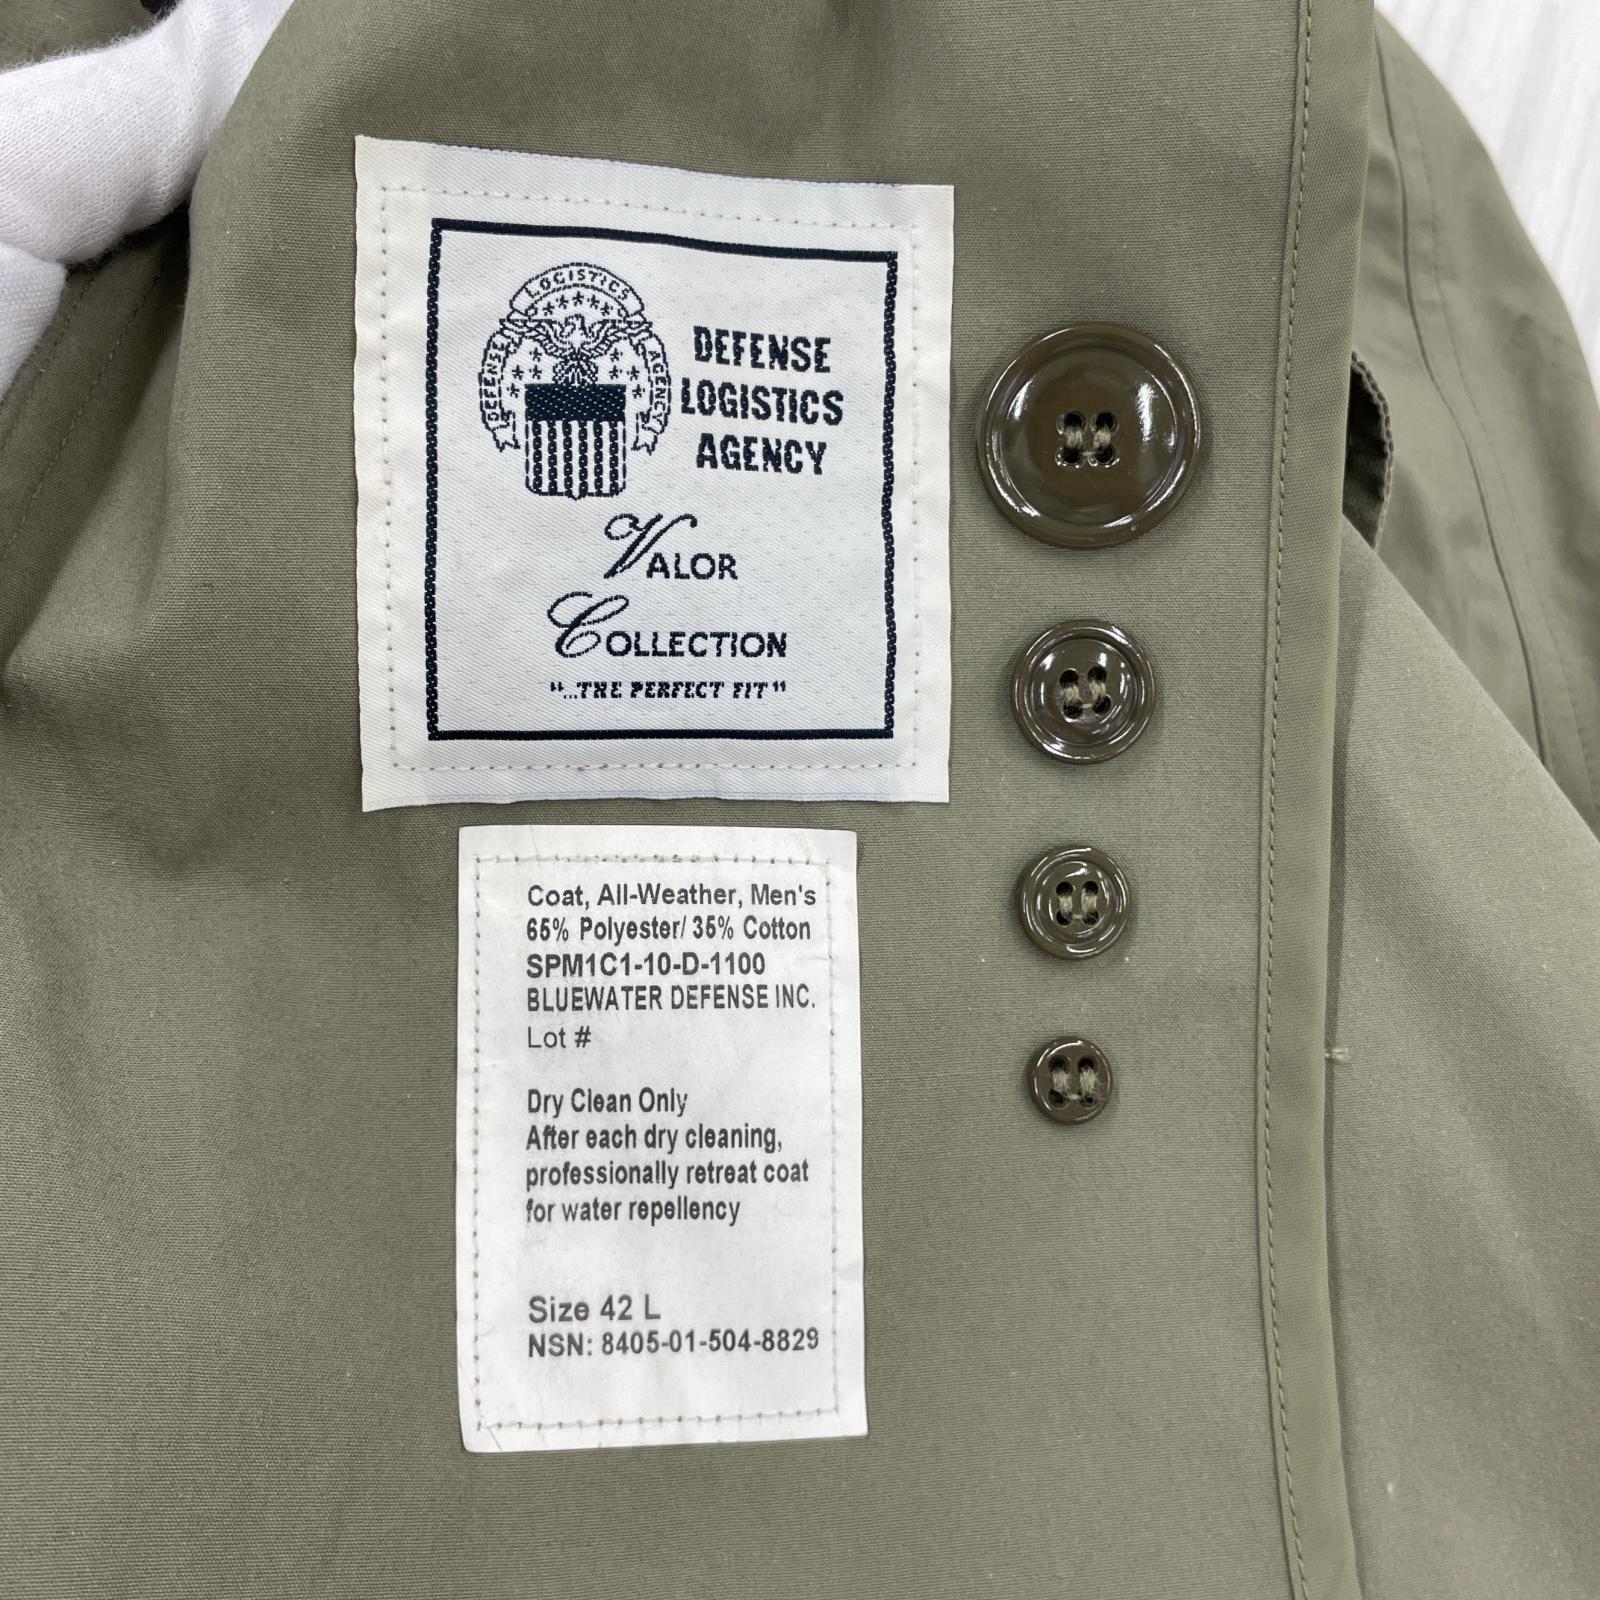 LOGISTICS
DEFENSE
AGENCY
DEFENSE
LOGISTICS
AGENCY
VALOR
COLLECTION
"...THE PERFECT FIT"
Coat, All-Weather, Men's
65% Polyester/ 35% Cotton
SPM1C1-10-D-1100
BLUEWATER DEFENSE INC.
Lot #
Dry Clean Only
After each dry cleaning,
professionally retreat coat
for water repellency
Size 42 L
NSN: 8405-01-504-8829